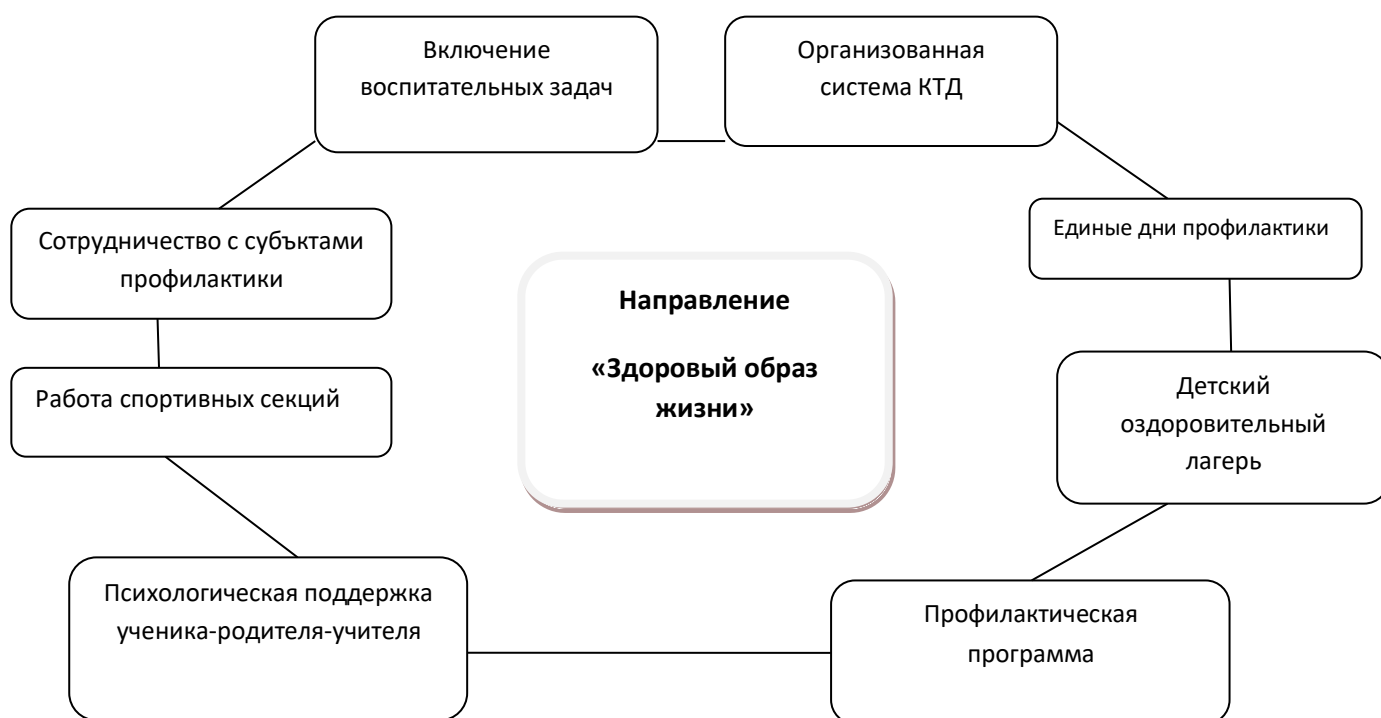 Включение
воспитательных задач
Организованная
система КТД
Сотрудничество с субъктами
профилактики
Единые дни профилактики
Направление
«Здоровый образ
жизни»
Работа спортивных секций
Детский
оздоровительный
лагерь
Психологическая поддержка
ученика-родителя-учителя
Профилактическая
программа